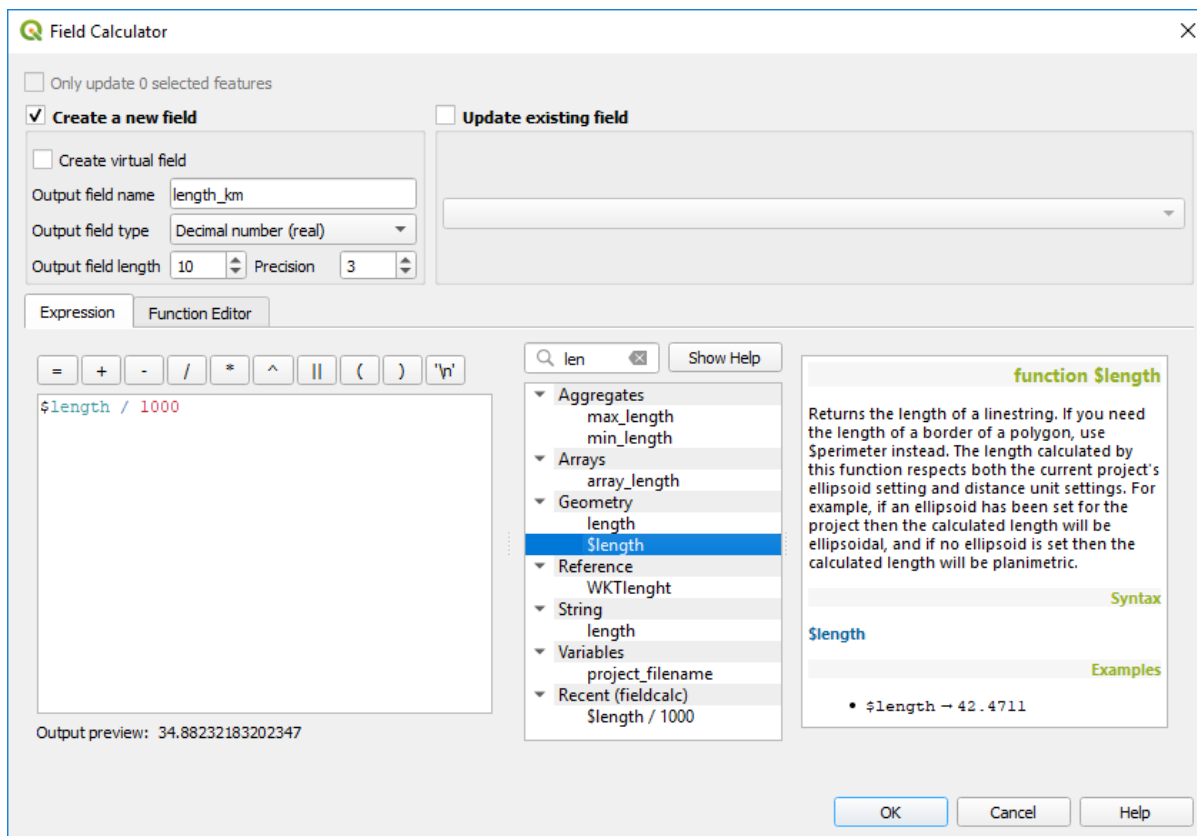 Field Calculator
Only update 0 selected features
Create a new field
Update existing field
Create virtual field
Output field name length_km
Output field type Decimal number (real)
Output field length 10 Precision 3
Expression Function Editor
= + - / * ^ || ( ) '\n'
$length / 1000
Output preview: 34.88232183202347
len Show Help
Aggregates
max_length
min_length
Arrays
array_length
Geometry
length
$length
Reference
WKTlenght
String
length
Variables
project_filename
Recent (fieldcalc)
$length / 1000
function $length
Returns the length of a linestring. If you need
the length of a border of a polygon, use
$perimeter instead. The length calculated by
this function respects both the current project's
ellipsoid setting and distance unit settings. For
example, if an ellipsoid has been set for the
project then the calculated length will be
ellipsoidal, and if no ellipsoid is set then the
calculated length will be planimetric.
Syntax
$length
Examples
• $length → 42.4711
OK Cancel Help